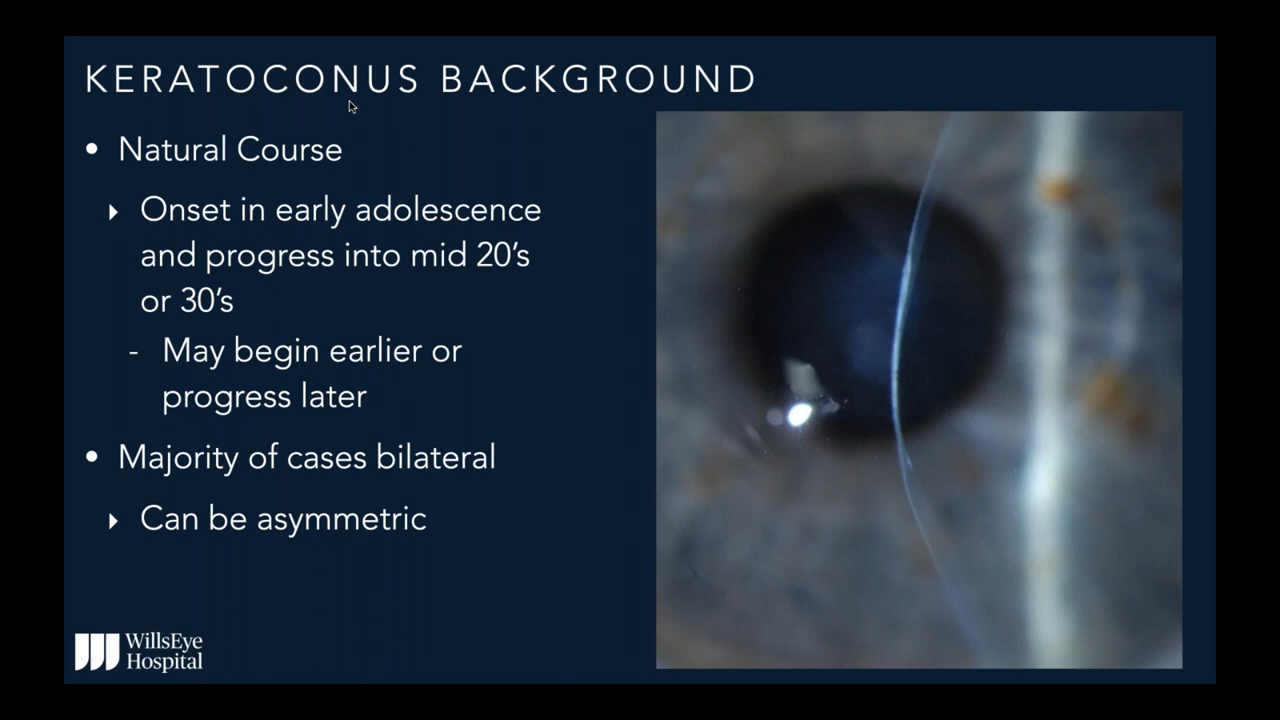 KERATOCONUS BACKGROUND
• Natural Course
‣ Onset in early adolescence
and progress into mid 20’s
or 30’s
- May begin earlier or
progress later
• Majority of cases bilateral
‣ Can be asymmetric
WillsEye
Hospital